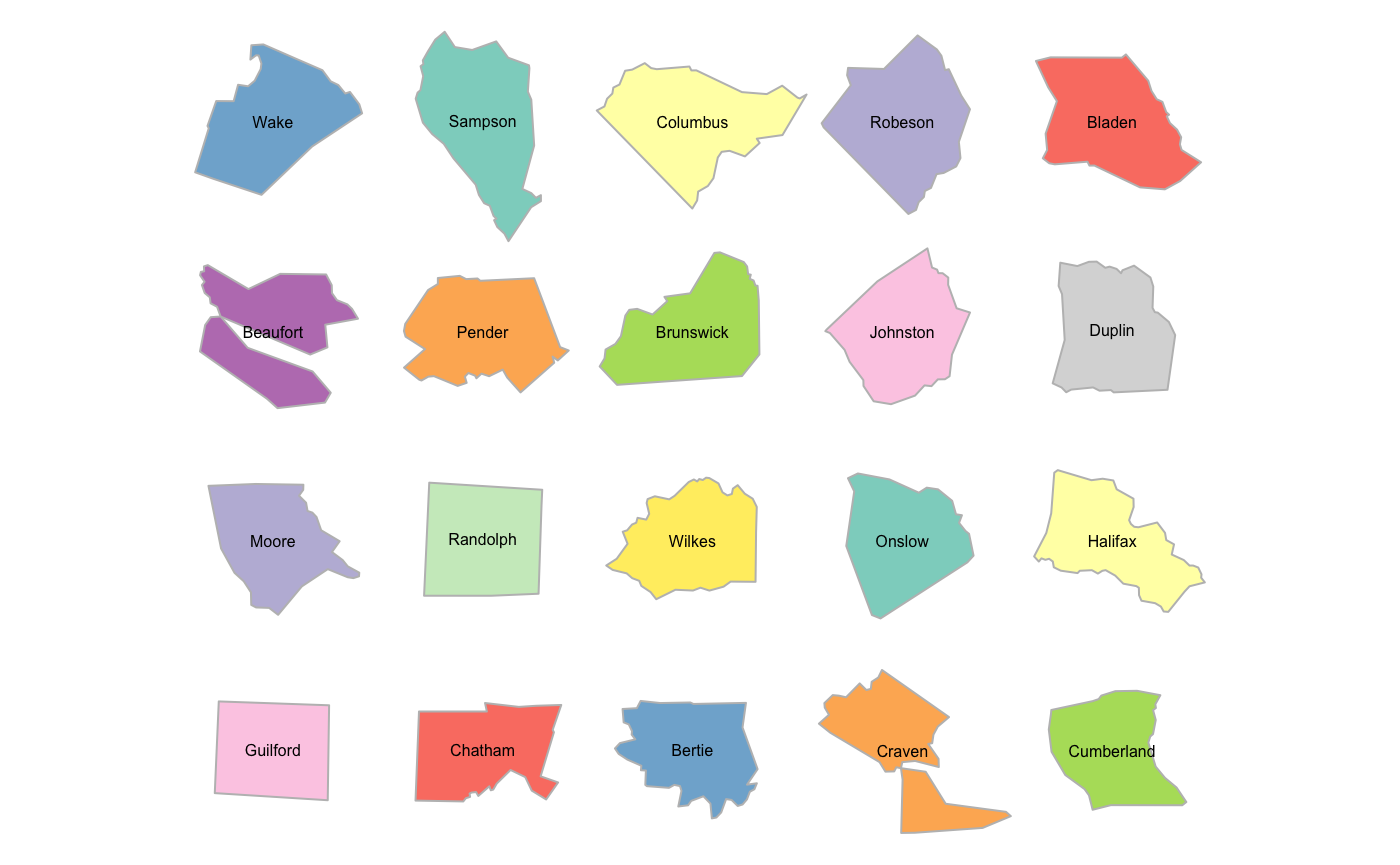 Wake
Sampson
Columbus
Robeson
Bladen
Beaufort
Pender
Brunswick
Johnston
Duplin
Moore
Randolph
Wilkes
Onslow
Halifax
Guilford
Chatham
Bertie
Craven
Cumberland